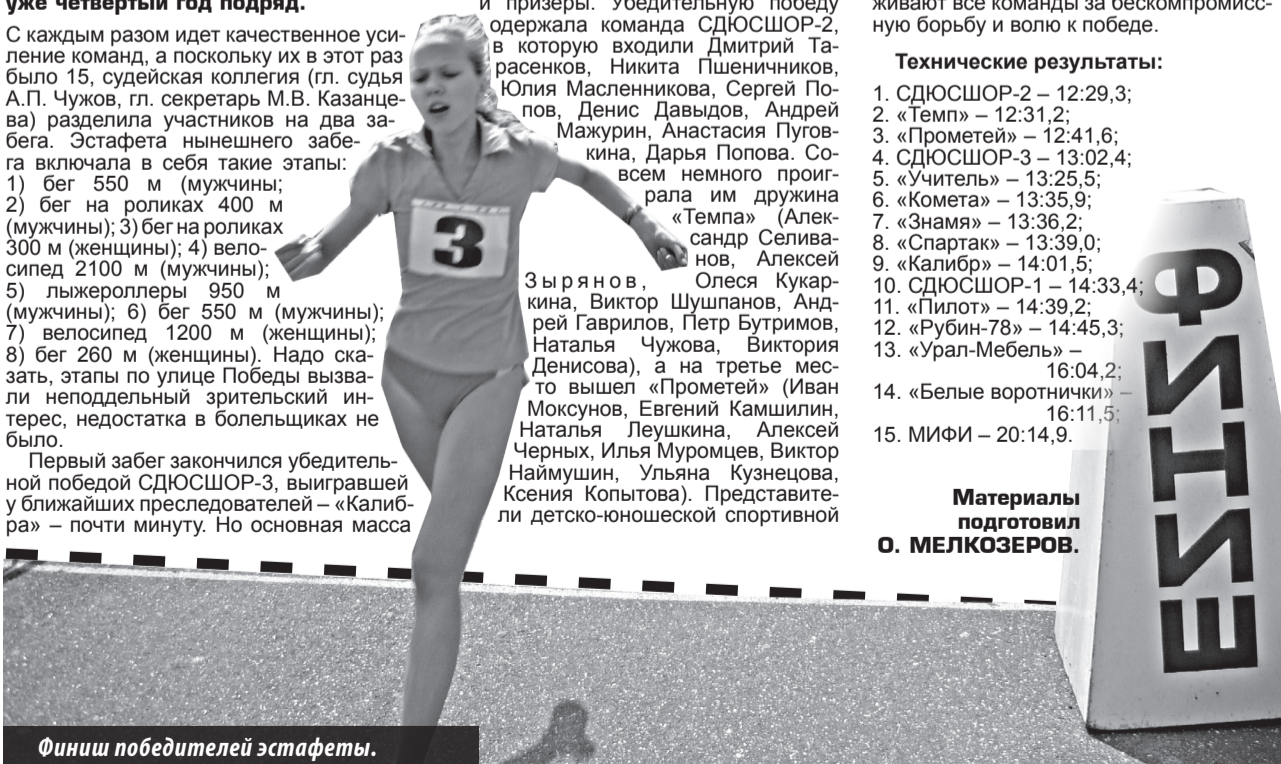 уже четвертый год подряд.
С каждым разом идет качественное уси-
ление команд, а поскольку их в этот раз
было 15, судейская коллегия (гл. судья
А.П. Чужов, гл. секретарь М.В. Казанце-
ва) разделила участников на два за-
бега. Эстафета нынешнего забе-
га включала в себя такие этапы:
1) бег 550 м (мужчины;
2) бег на роликах 400 м
(мужчины); 3) бег на роликах
300 м (женщины); 4) вело-
сипед 2100 м (мужчины);
5) лыжероллеры 950 м
(мужчины); 6) бег 550 м (мужчины);
7) велосипед 1200 м (женщины);
8) бег 260 м (женщины). Надо ска-
зать, этапы по улице Победы вызва-
ли неподдельный зрительский ин-
терес, недостатка в болельщиках не
было.
Первый забег закончился убедитель-
ной победой СДЮСШОР-3, выигравшей
у ближайших преследователей – «Калиб-
ра» – почти минуту. Но основная масса
и призеры. Убедительную победу
одержала команда СДЮСШОР-2,
в которую входили Дмитрий Та-
расенков, Никита Пшеничников,
Юлия Масленникова, Сергей По-
пов, Денис Давыдов, Андрей
Мажурин, Анастасия Пугов-
кина, Дарья Попова. Со-
всем немного проиг-
рала им дружина
«Темпа» (Алек-
сандр Селива-
нов, Алексей
Зырянов, Олеся Кукар-
кина, Виктор Шушпанов, Анд-
рей Гаврилов, Петр Бутримов,
Наталья Чужова, Виктория
Денисова), а на третье мес-
то вышел «Прометей» (Иван
Моксунов, Евгений Камшилин,
Наталья Леушкина, Алексей
Черных, Илья Муромцев, Виктор
Наймушин, Ульяна Кузнецова,
Ксения Копытова). Представите-
ли детско-юношеской спортивной
живают все команды за бескомпромисс-
ную борьбу и волю к победе.
Технические результаты:
1. СДЮСШОР-2 – 12:29,3;
2. «Темп» – 12:31,2;
3. «Прометей» – 12:41,6;
4. СДЮСШОР-3 – 13:02,4;
5. «Учитель» – 13:25,5;
6. «Комета» – 13:35,9;
7. «Знамя» – 13:36,2;
8. «Спартак» – 13:39,0;
9. «Калибр» – 14:01,5;
10. СДЮСШОР-1 – 14:33,4;
11. «Пилот» – 14:39,2;
12. «Рубин-78» – 14:45,3;
13. «Урал-Мебель» –
16:04,2;
14. «Белые воротнички» –
16:11,5;
15. МИФИ – 20:14,9.
Материалы
подготовил
О. МЕЛКОЗЕРОВ.
3
ФИНИШ
Финиш победителей эстафеты.